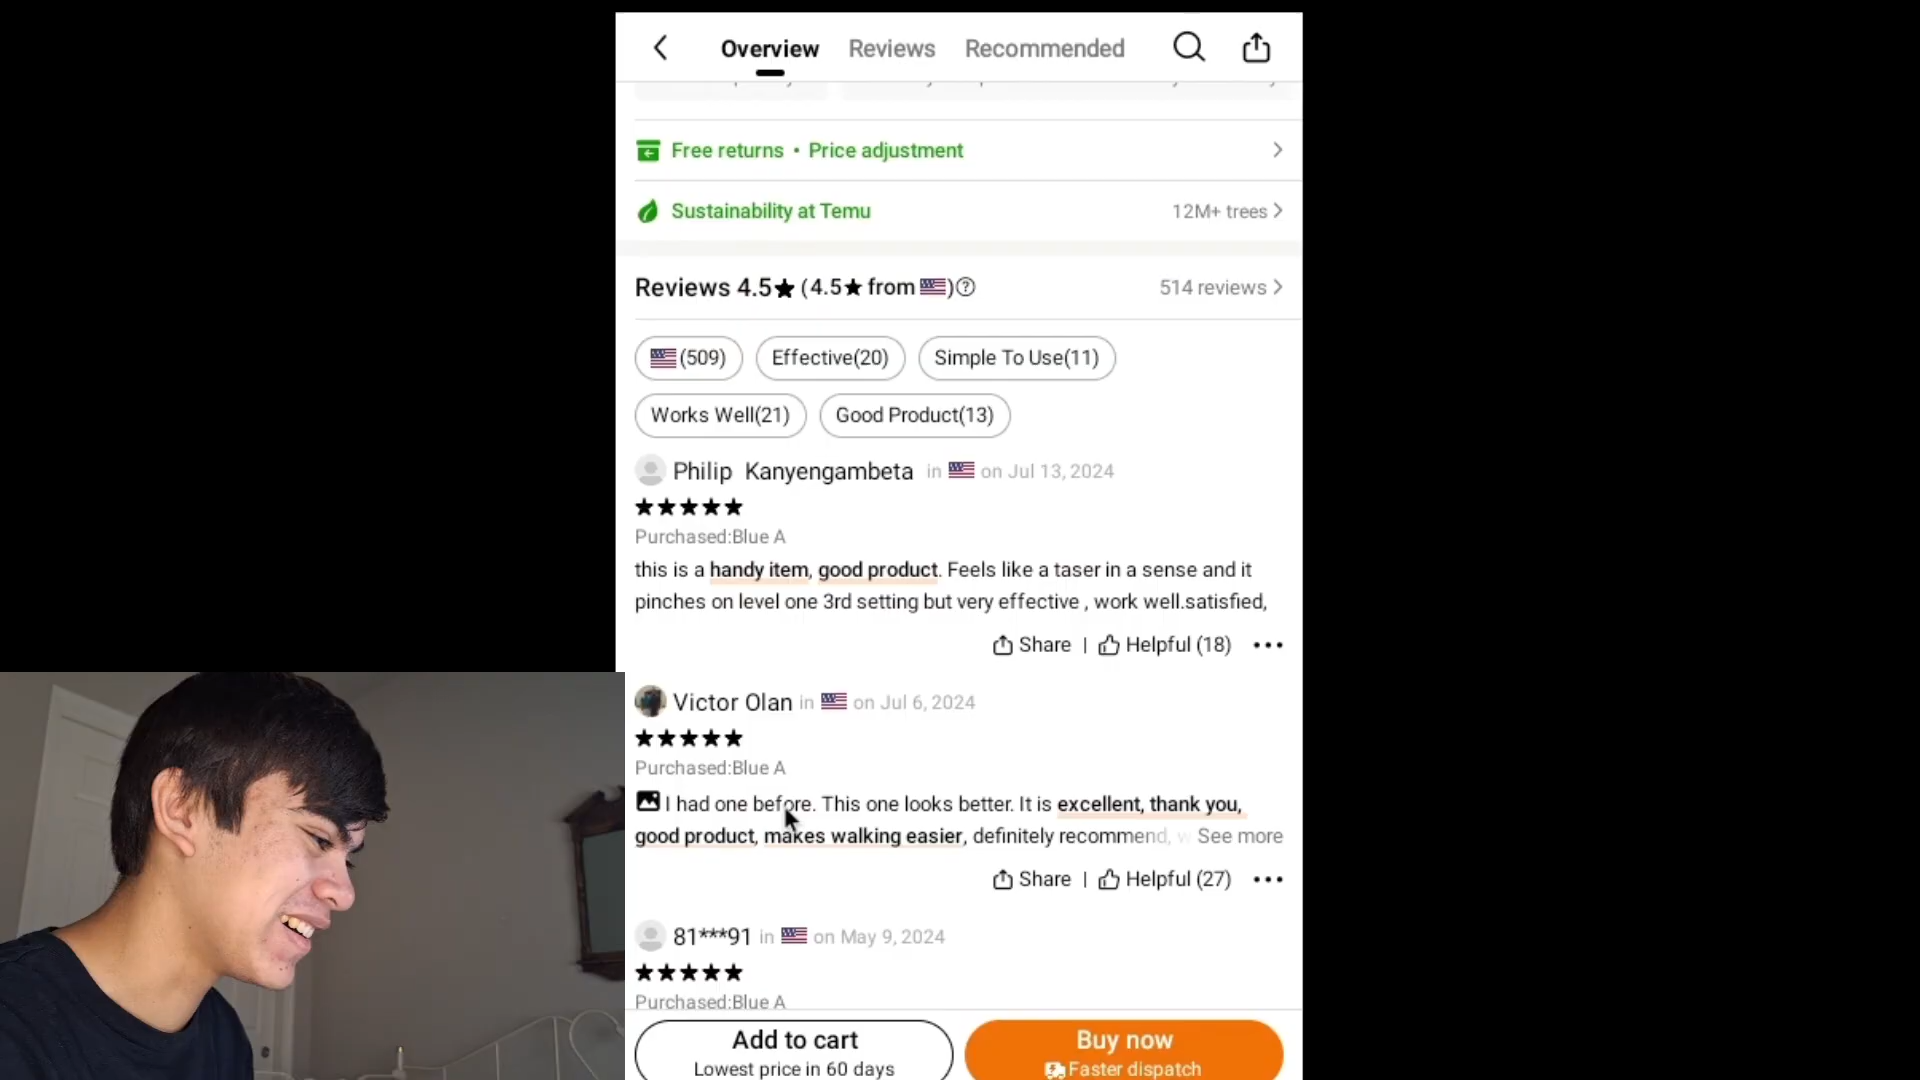 Overview Reviews Recommended
Free returns • Price adjustment
Sustainability at Temu 12M+ trees
Reviews 4.5★ (4.5★ from 🇺🇸) 514 reviews
🇺🇸(509) Effective(20) Simple To Use(11)
Works Well(21) Good Product(13)
Philip Kanyengambeta in 🇺🇸 on Jul 13, 2024
★★★★★
Purchased:Blue A
this is a handy item, good product. Feels like a taser in a sense and it
pinches on level one 3rd setting but very effective , work well.satisfied,
Share | Helpful (18) •••
Victor Olan in 🇺🇸 on Jul 6, 2024
★★★★★
Purchased:Blue A
I had one before. This one looks better. It is excellent, thank you,
good product, makes walking easier, definitely recommend, w See more
Share | Helpful (27) •••
81***91 in 🇺🇸 on May 9, 2024
★★★★★
Purchased:Blue A
Add to cart
Lowest price in 60 days
Buy now
Faster dispatch